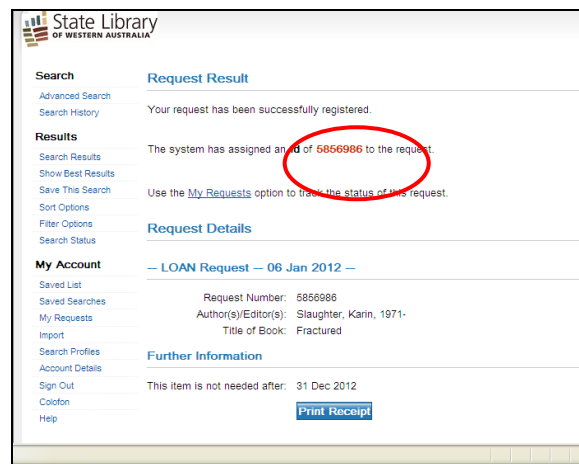 State Library
OF WESTERN AUSTRALIA
Search
Advanced Search
Search History
Results
Search Results
Show Best Results
Save This Search
Sort Options
Filter Options
Search Status
My Account
Saved List
Saved Searches
My Requests
Import
Search Profiles
Account Details
Sign Out
Colofon
Help
Request Result
Your request has been successfully registered.
The system has assigned an id of 5856986 to the request.
Use the My Requests option to track the status of this request.
Request Details
-- LOAN Request -- 06 Jan 2012 --
Request Number: 5856986
Author(s)/Editor(s): Slaughter, Karin, 1971-
Title of Book: Fractured
Further Information
This item is not needed after: 31 Dec 2012
Print Receipt